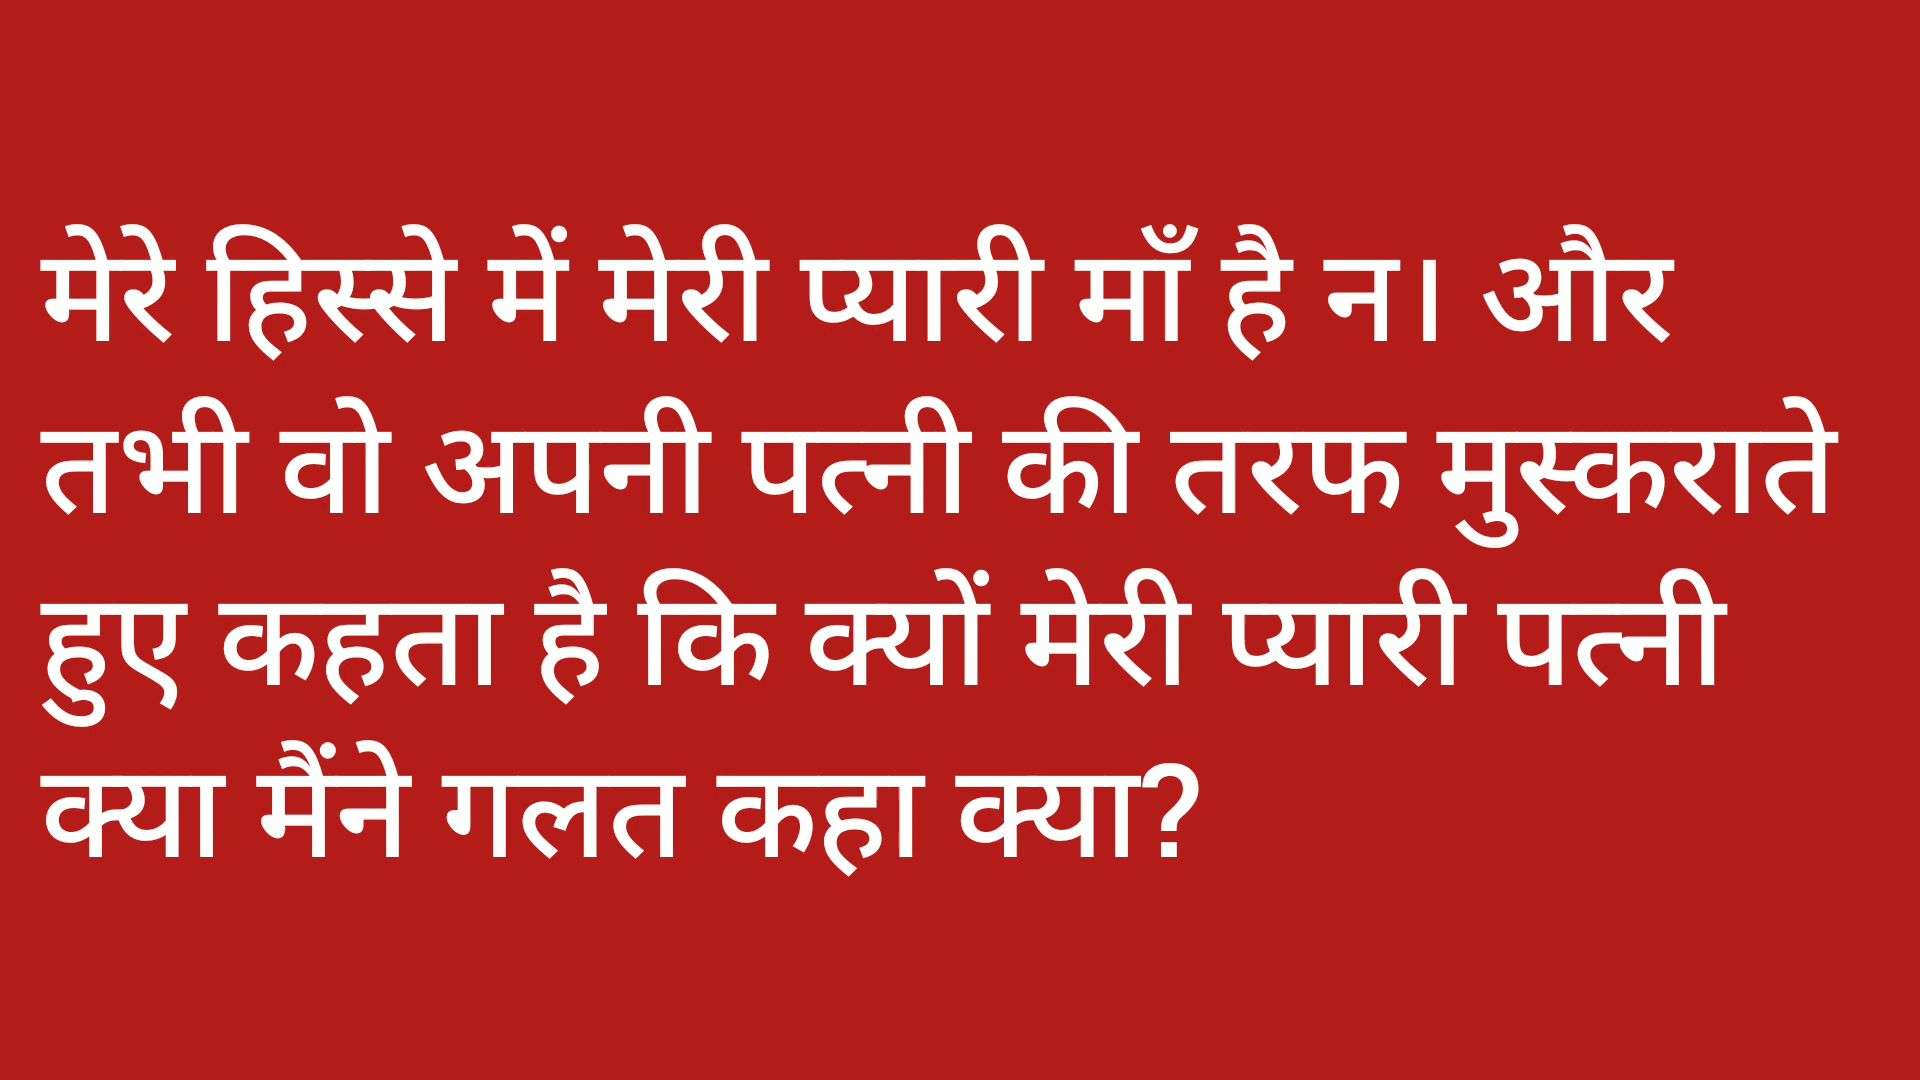 मेरे हिस्से में मेरी प्यारी माँ है न। और
तभी वो अपनी पत्नी की तरफ मुस्कराते
हुए कहता है कि क्यों मेरी प्यारी पत्नी
क्या मैंने गलत कहा क्या?